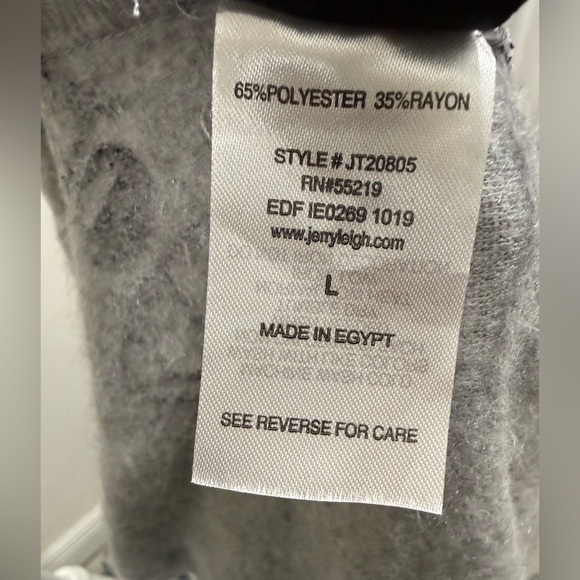 65%POLYESTER 35%RAYON
STYLE # JT20805
RN#55219
EDF IE0269 1019
www.jerryleigh.com
L
MADE IN EGYPT
SEE REVERSE FOR CARE